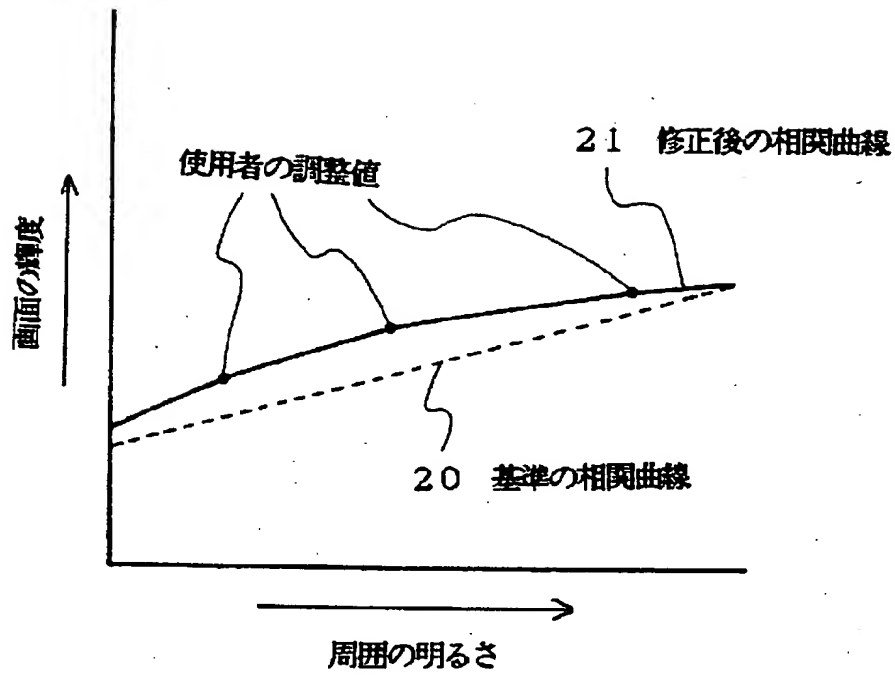 21 修正後の相関曲線
使用者の調整値
画面の輝度
20 基準の相関曲線
周囲の明るさ